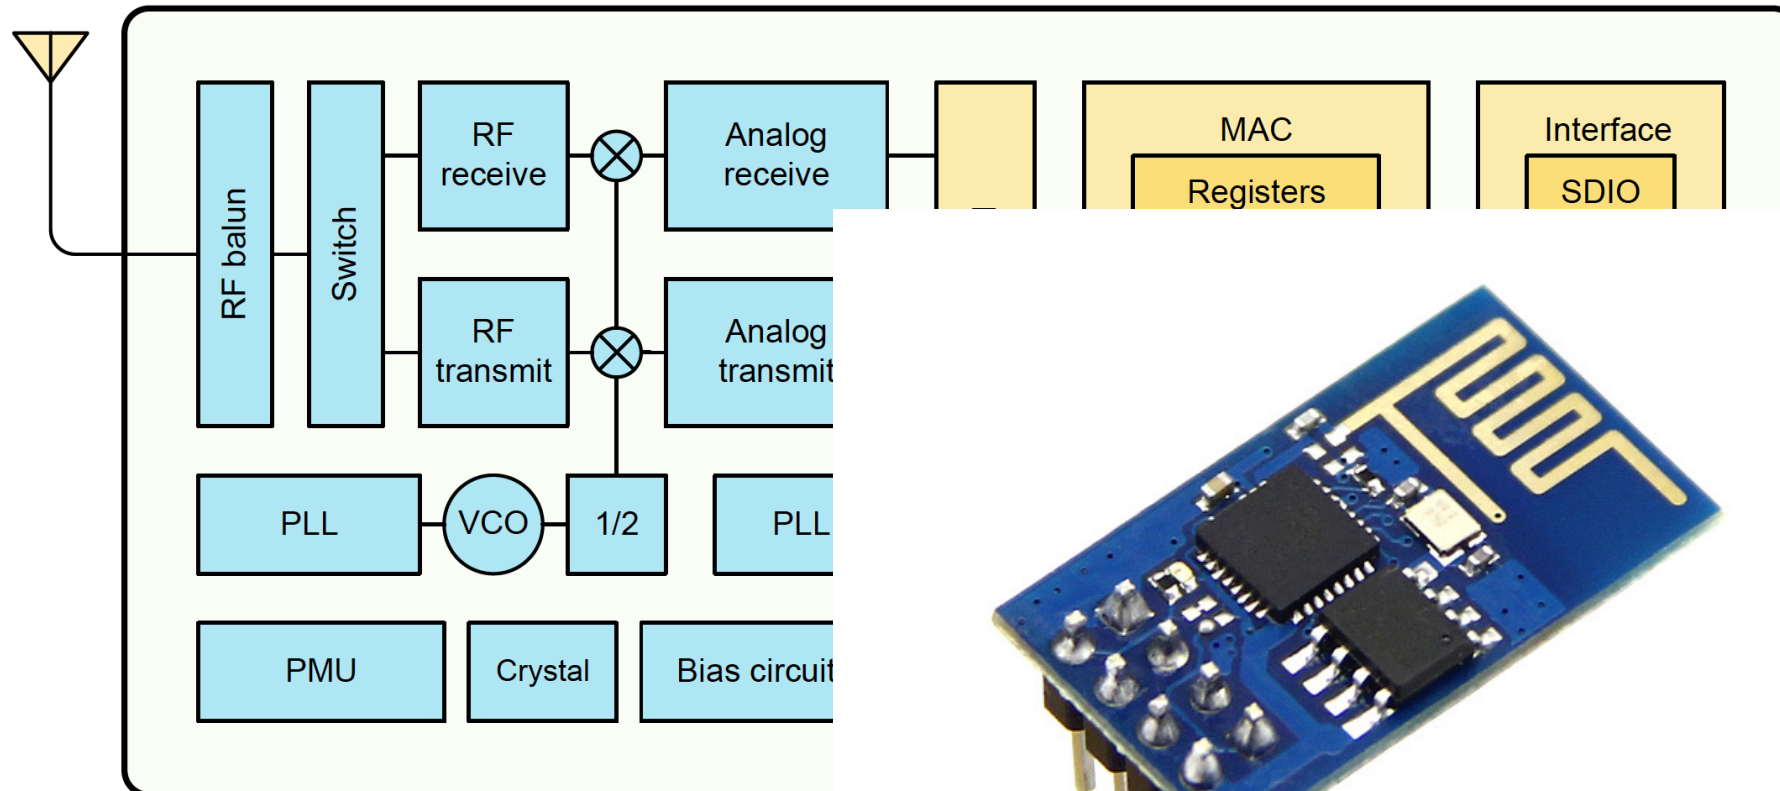 RF
receive
Analog
receive
MAC
Registers
Interface
SDIO
RF balun
Switch
RF
transmit
Analog
transmit
PLL
VCO
1/2
PLL
PMU
Crystal
Bias circuit